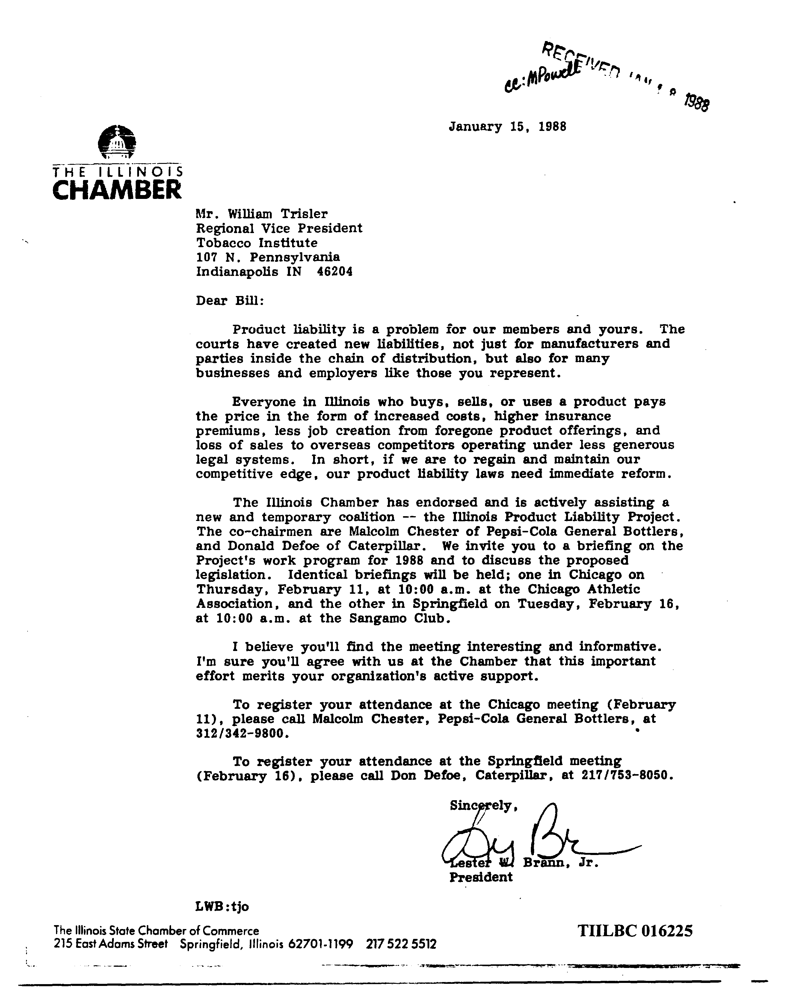 RECEIVED
cc: MPowell
1988
January 15, 1988
THE ILLINOIS
CHAMBER
Mr. William Trisler
Regional Vice President
Tobacco Institute
107 N. Pennsylvania
Indianapolis IN 46204
Dear Bill:
Product liability is a problem for our members and yours. The
courts have created new liabilities, not just for manufacturers and
parties inside the chain of distribution, but also for many
businesses and employers like those you represent.
Everyone in Illinois who buys, sells, or uses a product pays
the price in the form of increased costs, higher insurance
premiums, less job creation from foregone product offerings, and
loss of sales to overseas competitors operating under less generous
legal systems. In short, if we are to regain and maintain our
competitive edge, our product liability laws need immediate reform.
The Illinois Chamber has endorsed and is actively assisting a
new and temporary coalition -- the Illinois Product Liability Project.
The co-chairmen are Malcolm Chester of Pepsi-Cola General Bottlers,
and Donald Defoe of Caterpillar. We invite you to a briefing on the
Project's work program for 1988 and to discuss the proposed
legislation. Identical briefings will be held; one in Chicago on
Thursday, February 11, at 10:00 a.m. at the Chicago Athletic
Association, and the other in Springfield on Tuesday, February 16,
at 10:00 a.m. at the Sangamo Club.
I believe you'll find the meeting interesting and informative.
I'm sure you'll agree with us at the Chamber that this important
effort merits your organization's active support.
To register your attendance at the Chicago meeting (February
11), please call Malcolm Chester, Pepsi-Cola General Bottlers, at
312/342-9800.
To register your attendance at the Springfield meeting
(February 16), please call Don Defoe, Caterpillar, at 217/753-8050.
Sincerely,
Lester W. Brann, Jr.
President
LWB:tjo
The Illinois State Chamber of Commerce
215 East Adams Street Springfield, Illinois 62701-1199 217 522 5512
TIILBC 016225